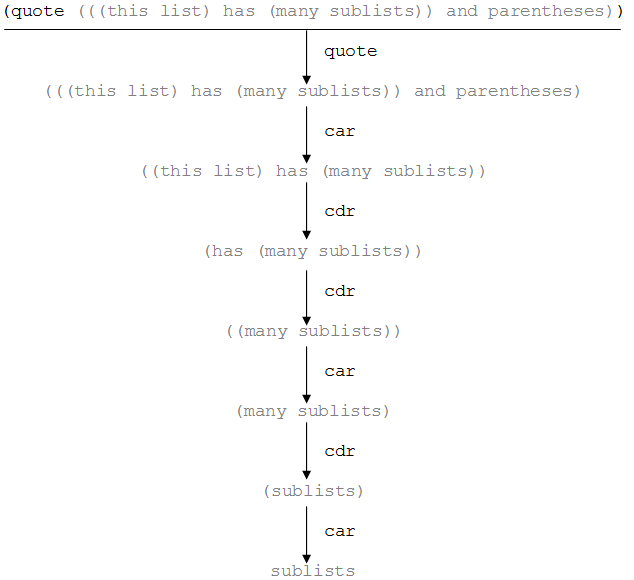 (quote (((this list) has (many sublists)) and parentheses))
quote
(((this list) has (many sublists)) and parentheses)
car
((this list) has (many sublists))
cdr
(has (many sublists))
cdr
((many sublists))
car
(many sublists)
cdr
(sublists)
car
sublists